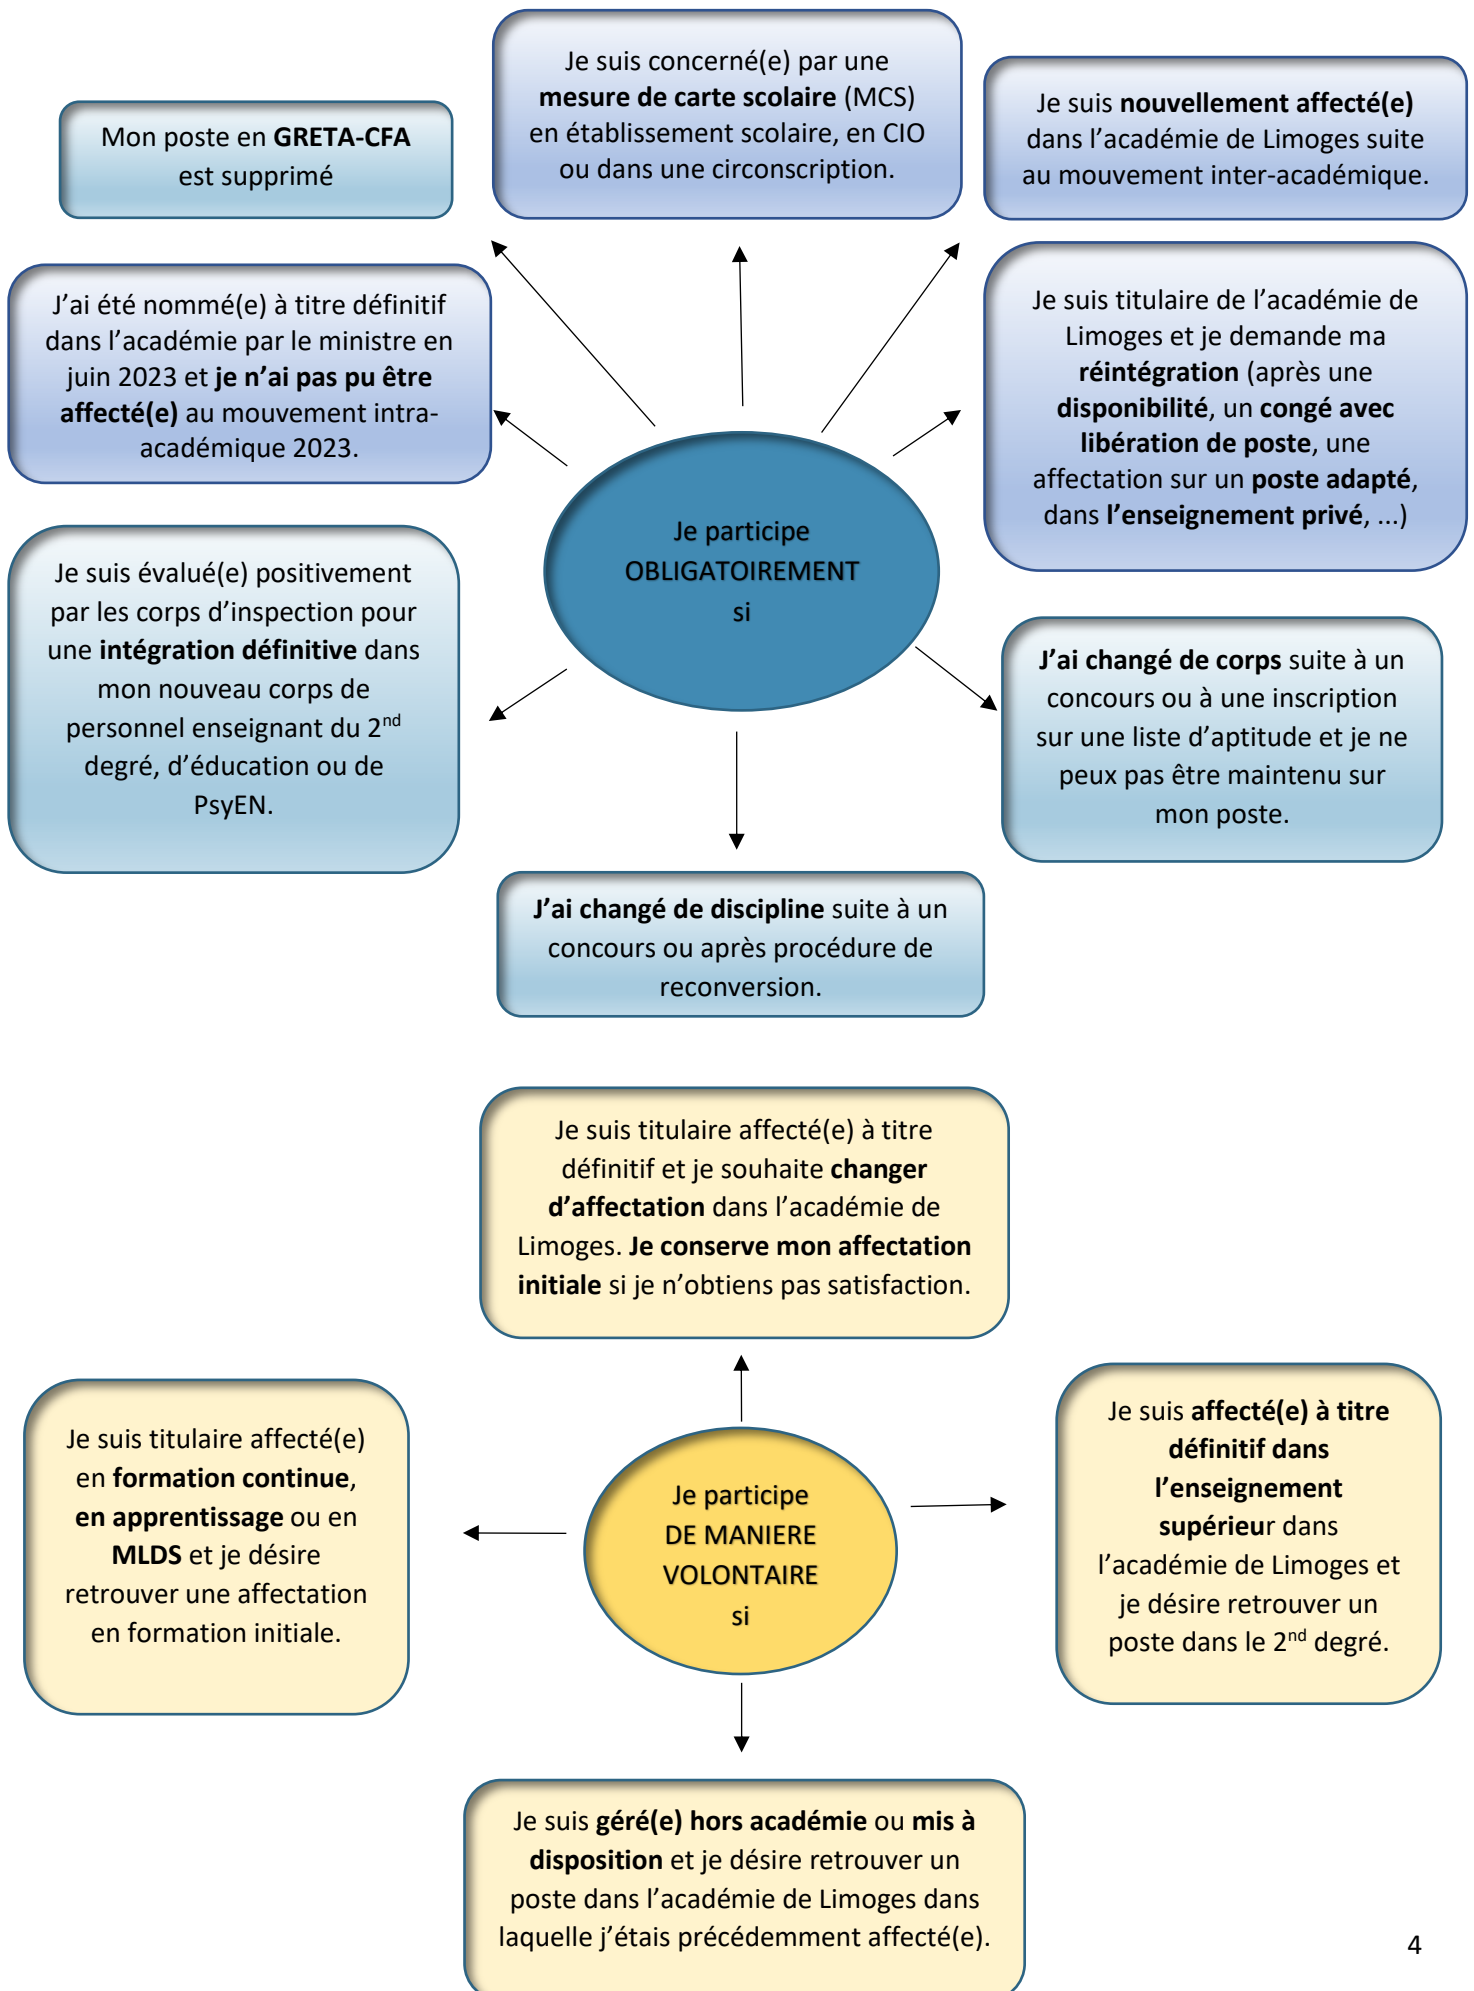 Je suis concerné(e) par une
mesure de carte scolaire (MCS)
en établissement scolaire, en CIO
ou dans une circonscription.
Mon poste en GRETA-CFA
est supprimé
Je suis nouvellement affecté(e)
dans l’académie de Limoges suite
au mouvement inter-académique.
J’ai été nommé(e) à titre définitif
dans l’académie par le ministre en
juin 2023 et je n’ai pas pu être
affecté(e) au mouvement intra-
académique 2023.
Je suis titulaire de l’académie de
Limoges et je demande ma
réintégration (après une
disponibilité, un congé avec
libération de poste, une
affectation sur un poste adapté,
dans l’enseignement privé, ...)
Je participe
OBLIGATOIREMENT
si
Je suis évalué(e) positivement
par les corps d’inspection pour
une intégration définitive dans
mon nouveau corps de
personnel enseignant du 2nd
degré, d’éducation ou de
PsyEN.
J’ai changé de corps suite à un
concours ou à une inscription
sur une liste d’aptitude et je ne
peux pas être maintenu sur
mon poste.
J’ai changé de discipline suite à un
concours ou après procédure de
reconversion.
Je suis titulaire affecté(e) à titre
définitif et je souhaite changer
d’affectation dans l’académie de
Limoges. Je conserve mon affectation
initiale si je n’obtiens pas satisfaction.
Je suis titulaire affecté(e)
en formation continue,
en apprentissage ou en
MLDS et je désire
retrouver une affectation
en formation initiale.
Je participe
DE MANIERE
VOLONTAIRE
si
Je suis affecté(e) à titre
définitif dans
l’enseignement
supérieur dans
l’académie de Limoges et
je désire retrouver un
poste dans le 2nd degré.
Je suis géré(e) hors académie ou mis à
disposition et je désire retrouver un
poste dans l’académie de Limoges dans
laquelle j’étais précédemment affecté(e).
4